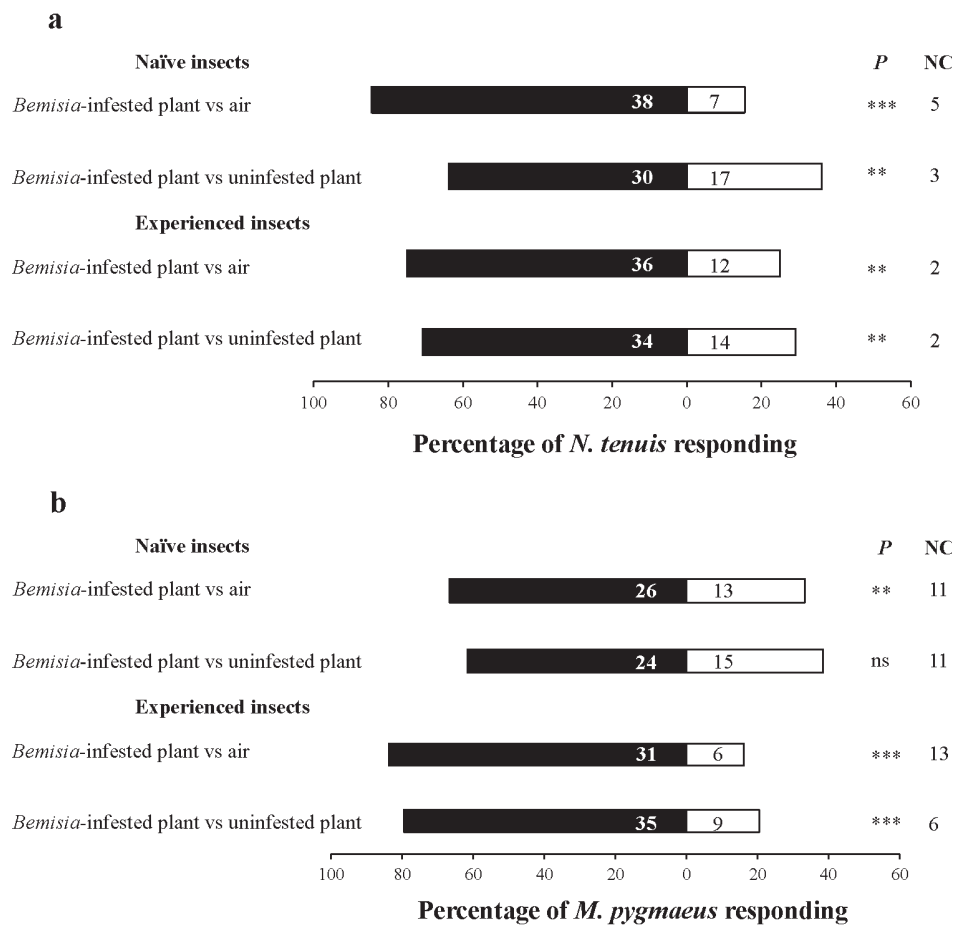 a
Naïve insects P NC
Bemisia-infested plant vs air 38 7 *** 5
Bemisia-infested plant vs uninfested plant 30 17 ** 3
Experienced insects
Bemisia-infested plant vs air 36 12 ** 2
Bemisia-infested plant vs uninfested plant 34 14 ** 2
100 80 60 40 20 0 20 40 60
Percentage of N. tenuis responding
b
Naïve insects P NC
Bemisia-infested plant vs air 26 13 ** 11
Bemisia-infested plant vs uninfested plant 24 15 ns 11
Experienced insects
Bemisia-infested plant vs air 31 6 *** 13
Bemisia-infested plant vs uninfested plant 35 9 *** 6
100 80 60 40 20 0 20 40 60
Percentage of M. pygmaeus responding